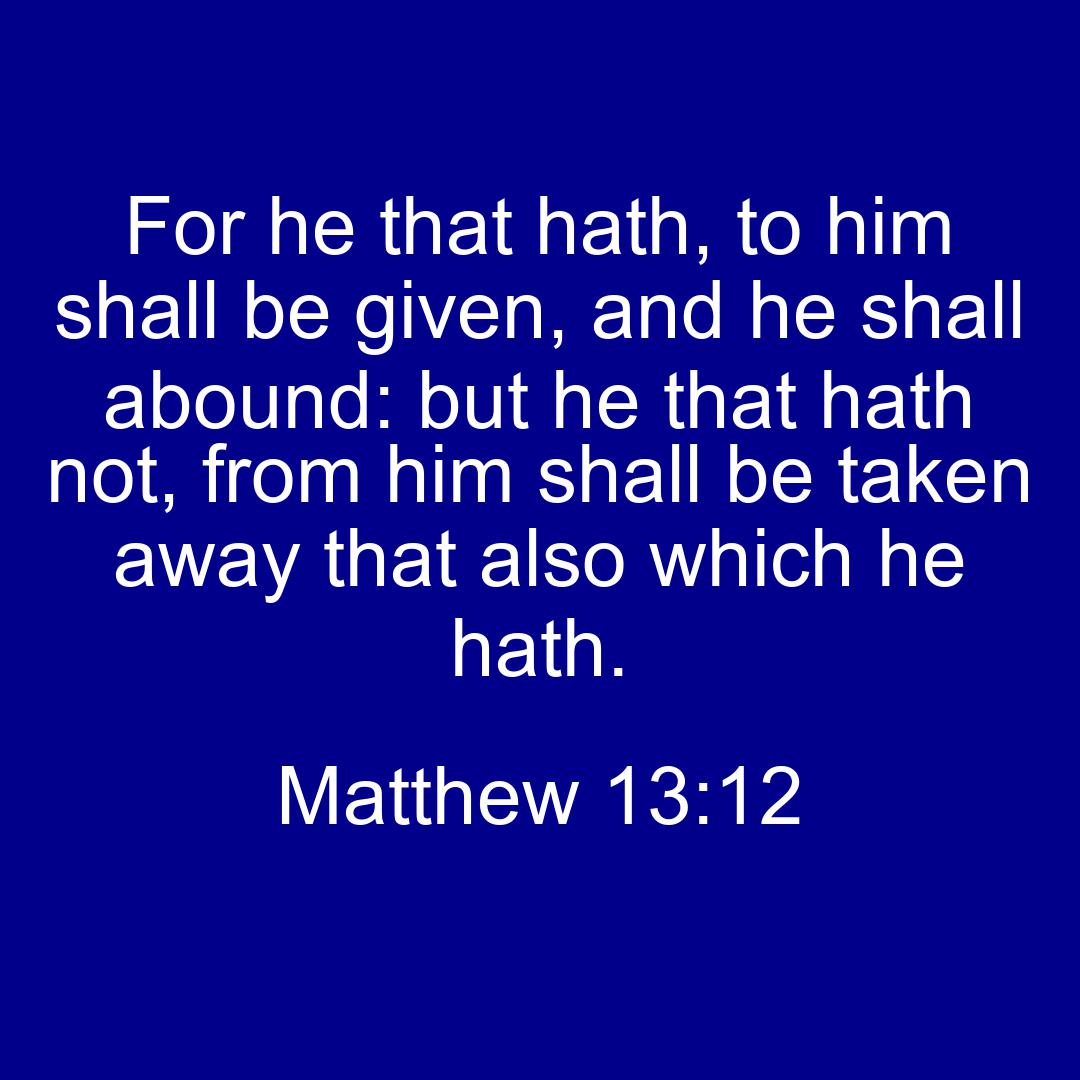 For he that hath, to him
shall be given, and he shall
abound: but he that hath
not, from him shall be taken
away that also which he
hath.
Matthew 13:12